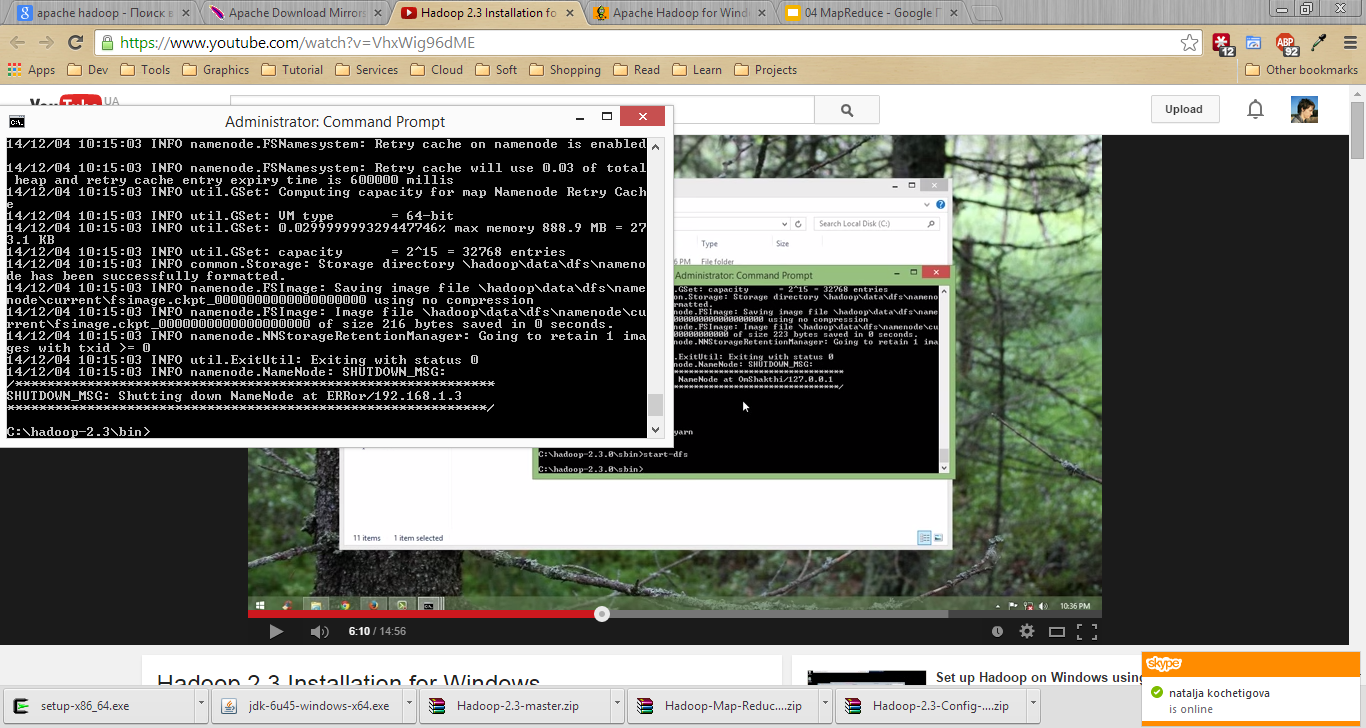 apache hadoop - Поиск в
Apache Download Mirrors
Hadoop 2.3 Installation fo
Apache Hadoop for Wind
04 MapReduce - Google П
https://www.youtube.com/watch?v=VhxWig96dME
12
ABP
92
Apps
Dev
Tools
Graphics
Tutorial
Services
Cloud
Soft
Shopping
Read
Learn
Projects
Other bookmarks
UA
Upload
Administrator: Command Prompt
14/12/04 10:15:03 INFO namenode.FSNamesystem: Retry cache on namenode is enabled
14/12/04 10:15:03 INFO namenode.FSNamesystem: Retry cache will use 0.03 of total
heap and retry cache entry expiry time is 600000 millis
14/12/04 10:15:03 INFO util.GSet: Computing capacity for map Namenode Retry Cach
e
14/12/04 10:15:03 INFO util.GSet: VM type = 64-bit
14/12/04 10:15:03 INFO util.GSet: 0.029999999329447746% max memory 888.9 MB = 27
3.1 KB
14/12/04 10:15:03 INFO util.GSet: capacity = 2^15 = 32768 entries
14/12/04 10:15:03 INFO common.Storage: Storage directory \hadoop\data\dfs\nameno
de has been successfully formatted.
14/12/04 10:15:03 INFO namenode.FSImage: Saving image file \hadoop\data\dfs\name
node\current\fsimage.ckpt_0000000000000000000 using no compression
14/12/04 10:15:03 INFO namenode.FSImage: Image file \hadoop\data\dfs\namenode\cu
rrent\fsimage.ckpt_0000000000000000000 of size 216 bytes saved in 0 seconds.
14/12/04 10:15:03 INFO namenode.NNStorageRetentionManager: Going to retain 1 ima
ges with txid >= 0
14/12/04 10:15:03 INFO util.ExitUtil: Exiting with status 0
14/12/04 10:15:03 INFO namenode.NameNode: SHUTDOWN_MSG:
/************************************************************
SHUTDOWN_MSG: Shutting down NameNode at ERRor/192.168.1.3
************************************************************/
C:\hadoop-2.3\bin>
Search Local Disk (C:)
Type
Size
6 PM
File folder
Administrator: Command Prompt
.GSet: capacity = 2^15 = 32768 entries
on.Storage: Storage directory \hadoop\data\dfs\nameno
rmatted.
node.FSImage: Saving image file \hadoop\data\dfs\name
000000000000000000 using no compression
node.FSImage: Image file \hadoop\data\dfs\namenode\cu
0000000000 of size 223 bytes saved in 0 seconds.
node.NNStorageRetentionManager: Going to retain 1 ima
.ExitUtil: Exiting with status 0
node.NameNode: SHUTDOWN_MSG:
NameNode at OmShakthi/127.0.0.1
yarn
C:\hadoop-2.3.0\sbin>start-dfs
C:\hadoop-2.3.0\sbin>
11 items
1 item selected
10:36 PM
6:10 / 14:56
Hadoop 2.3 Installation for Windows
Set up Hadoop on Windows using
skype
natalja kochetigova
is online
setup-x86_64.exe
jdk-6u45-windows-x64.exe
Hadoop-2.3-master.zip
Hadoop-Map-Reduc....zip
Hadoop-2.3-Config-....zip